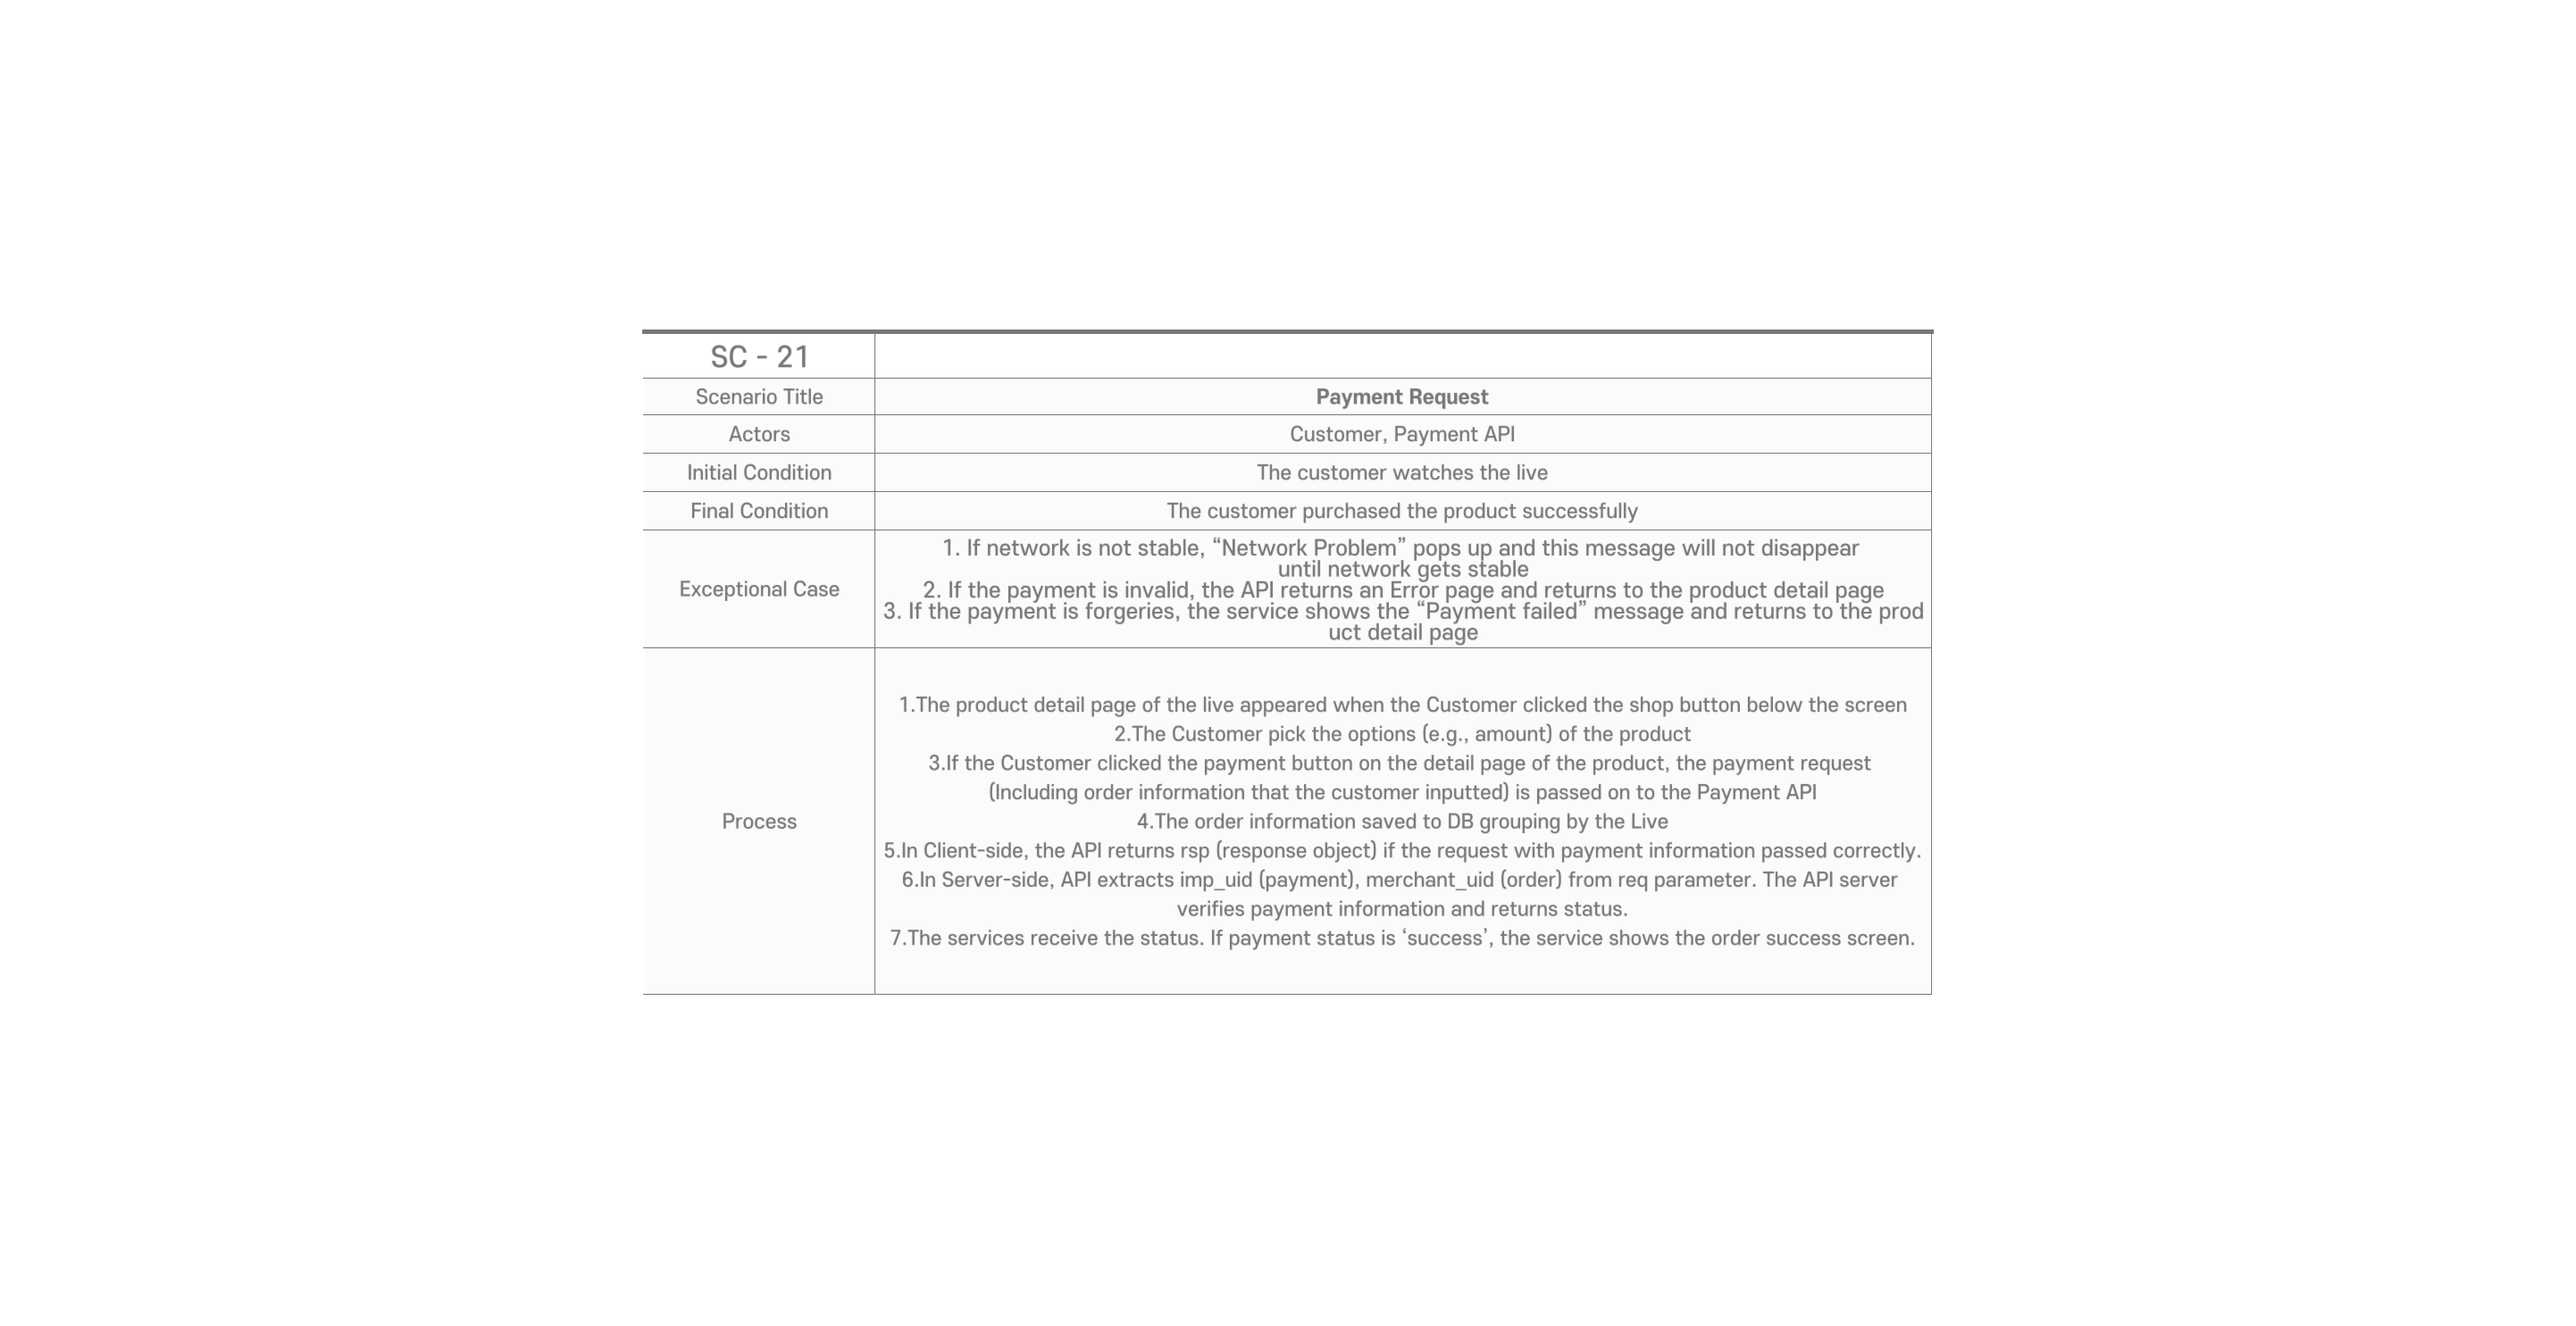 SC - 21
Scenario Title
Payment Request
Actors
Customer, Payment API
Initial Condition
The customer watches the live
Final Condition
The customer purchased the product successfully
Exceptional Case
1. If network is not stable, “Network Problem” pops up and this message will not disappear
until network gets stable
2. If the payment is invalid, the API returns an Error page and returns to the product detail page
3. If the payment is forgeries, the service shows the “Payment failed” message and returns to the prod
uct detail page
Process
1.The product detail page of the live appeared when the Customer clicked the shop button below the screen
2.The Customer pick the options (e.g., amount) of the product
3.If the Customer clicked the payment button on the detail page of the product, the payment request
(Including order information that the customer inputted) is passed on to the Payment API
4.The order information saved to DB grouping by the Live
5.In Client-side, the API returns rsp (response object) if the request with payment information passed correctly.
6.In Server-side, API extracts imp_uid (payment), merchant_uid (order) from req parameter. The API server
verifies payment information and returns status.
7.The services receive the status. If payment status is ‘success’, the service shows the order success screen.